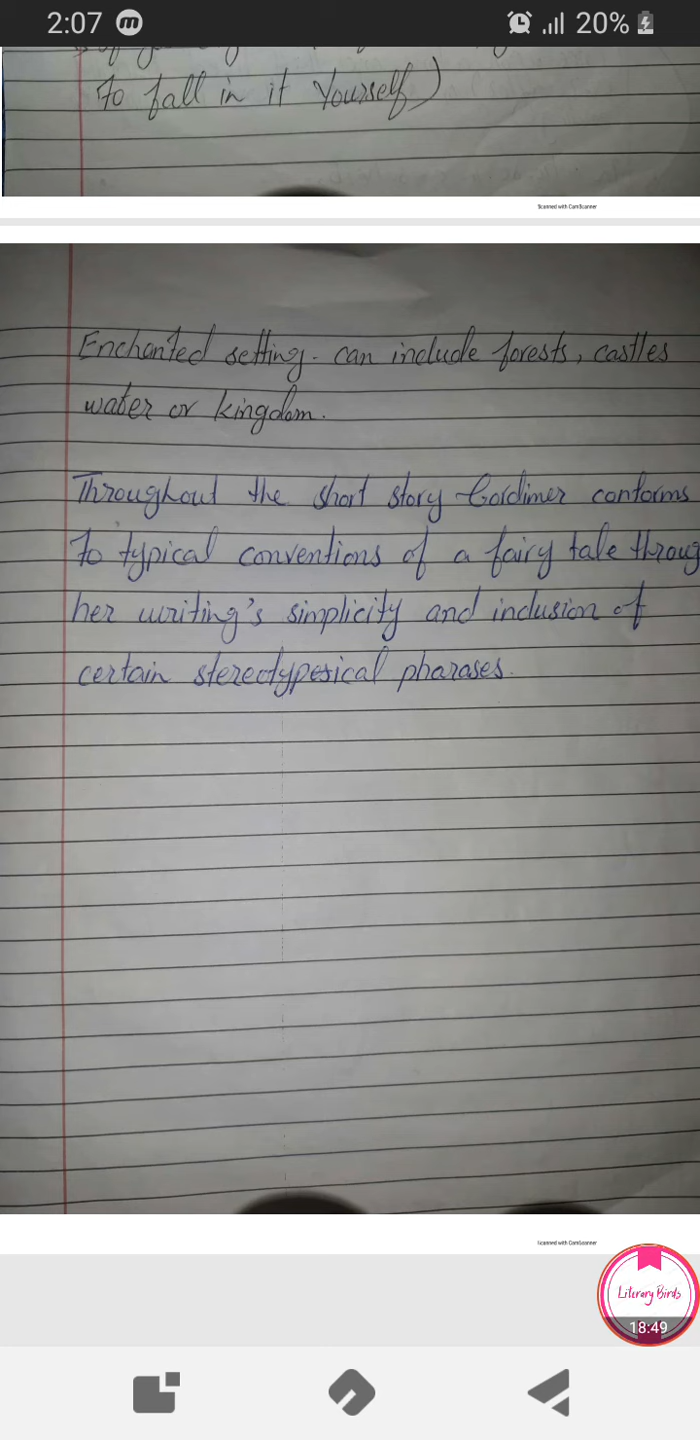 2:07
20%
To fall in it Yourself)
Scanned with CamScanner
Enchanted setting - can include forests, castles
water or kingdom.
Throughout the short story Gordimer conforms
To typical conventions of a fairy tale throug
her writing's simplicity and inclusion of
certain stereotypesical pharases.
Scanned with CamScanner
Literary Birds
18:49